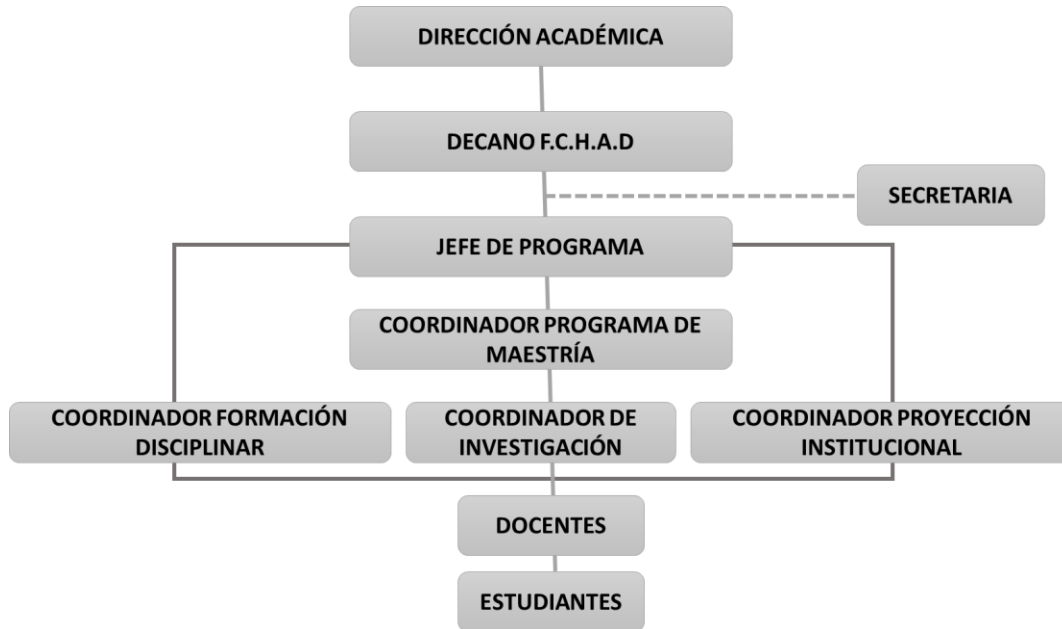 DIRECCIÓN ACADÉMICA
DECANO F.C.H.A.D
SECRETARIA
JEFE DE PROGRAMA
COORDINADOR PROGRAMA DE
MAESTRÍA
COORDINADOR FORMACIÓN
DISCIPLINAR
COORDINADOR DE
INVESTIGACIÓN
COORDINADOR PROYECCIÓN
INSTITUCIONAL
DOCENTES
ESTUDIANTES